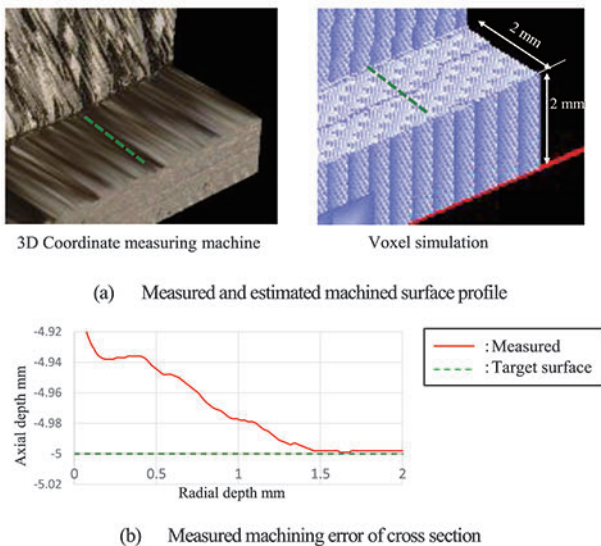 2 mm
2 mm
3D Coordinate measuring machine
Voxel simulation
(a) Measured and estimated machined surface profile
-4.92
-4.94
-4.96
-4.98
-5
-5.02
Axial depth mm
0
0.5
1
1.5
2
Radial depth mm
: Measured
: Target surface
(b) Measured machining error of cross section